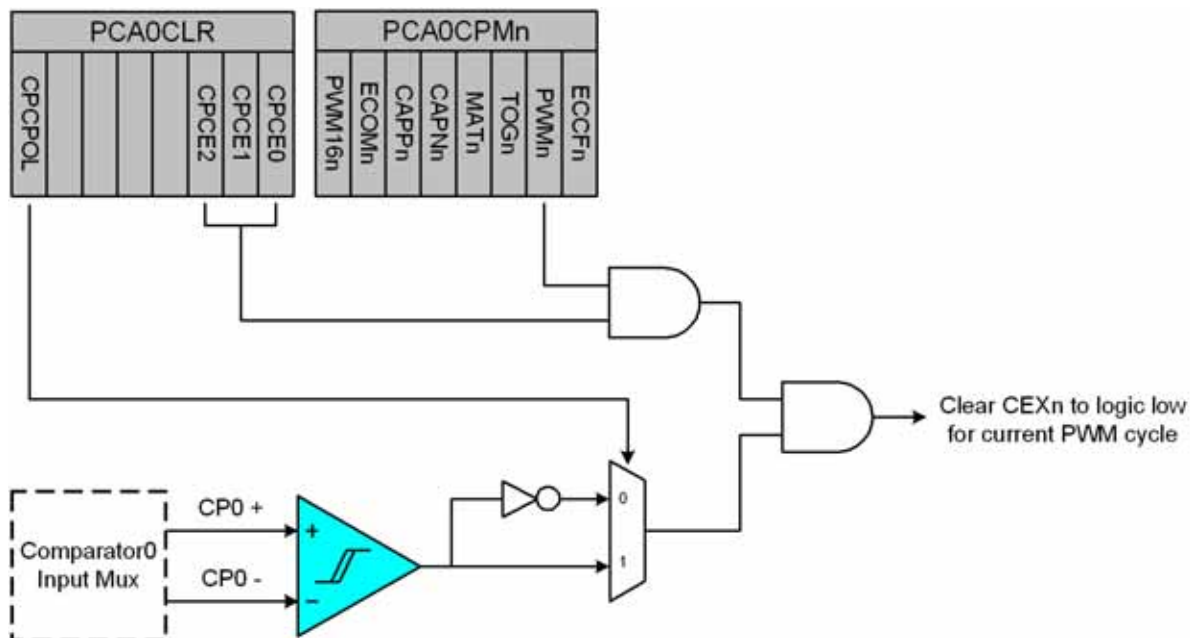 PCA0CLR
PCA0CPMn
CPCPOL
CPCE2
CPCE1
CPCE0
PWM16n
ECOMn
CAPPn
CAPNn
MATn
TOGn
PWMn
ECCFn
Clear CEXn to logic low
for current PWM cycle
0
1
Comparator0
Input Mux
CP0 +
CP0 -
+
−